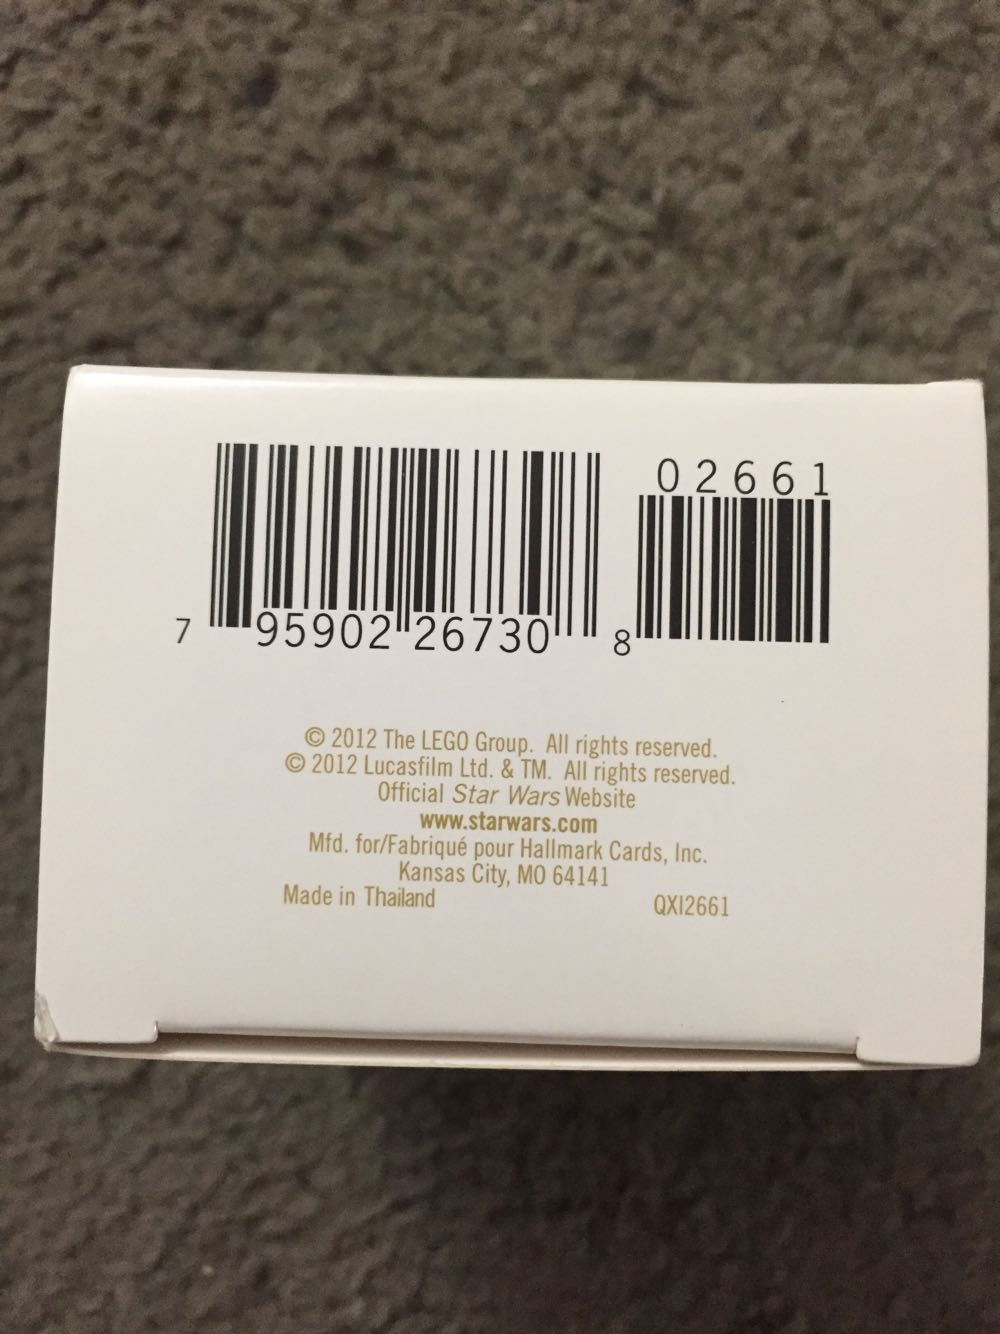 02661
7 95902 26730 8
© 2012 The LEGO Group. All rights reserved.
© 2012 Lucasfilm Ltd. & TM. All rights reserved.
Official Star Wars Website
www.starwars.com
Mfd. for/Fabriqué pour Hallmark Cards, Inc.
Kansas City, MO 64141
Made in Thailand QXI2661